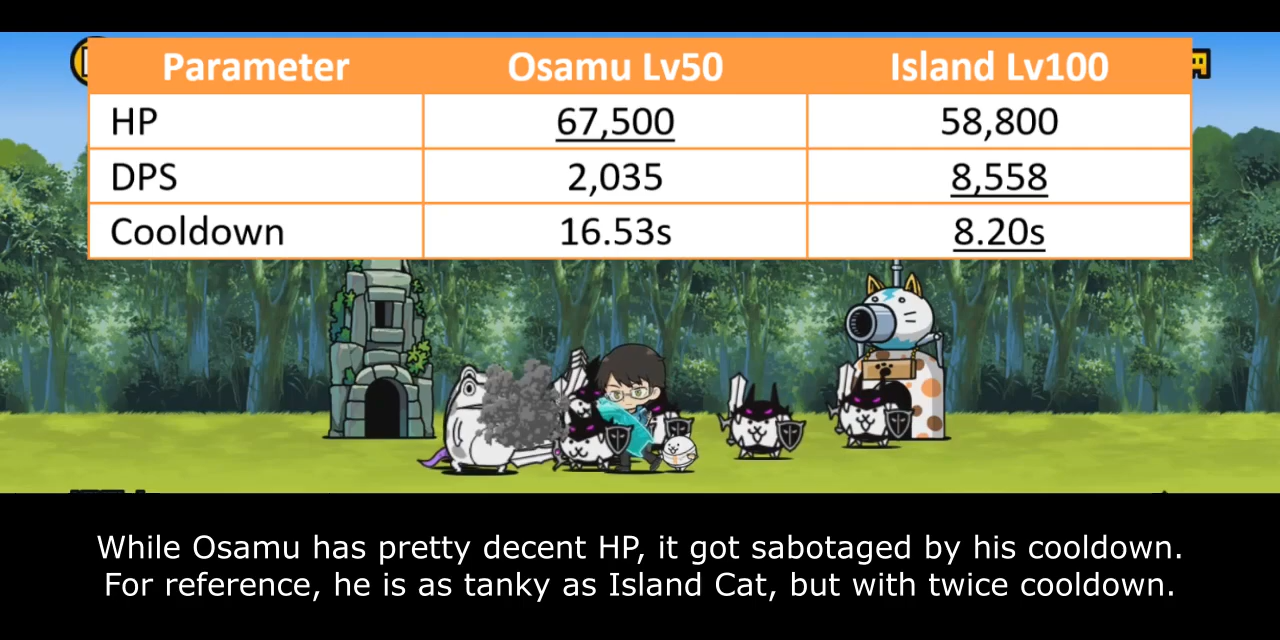 Parameter Osamu Lv50 Island Lv100
HP 67,500 58,800
DPS 2,035 8,558
Cooldown 16.53s 8.20s
While Osamu has pretty decent HP, it got sabotaged by his cooldown.
For reference, he is as tanky as Island Cat, but with twice cooldown.